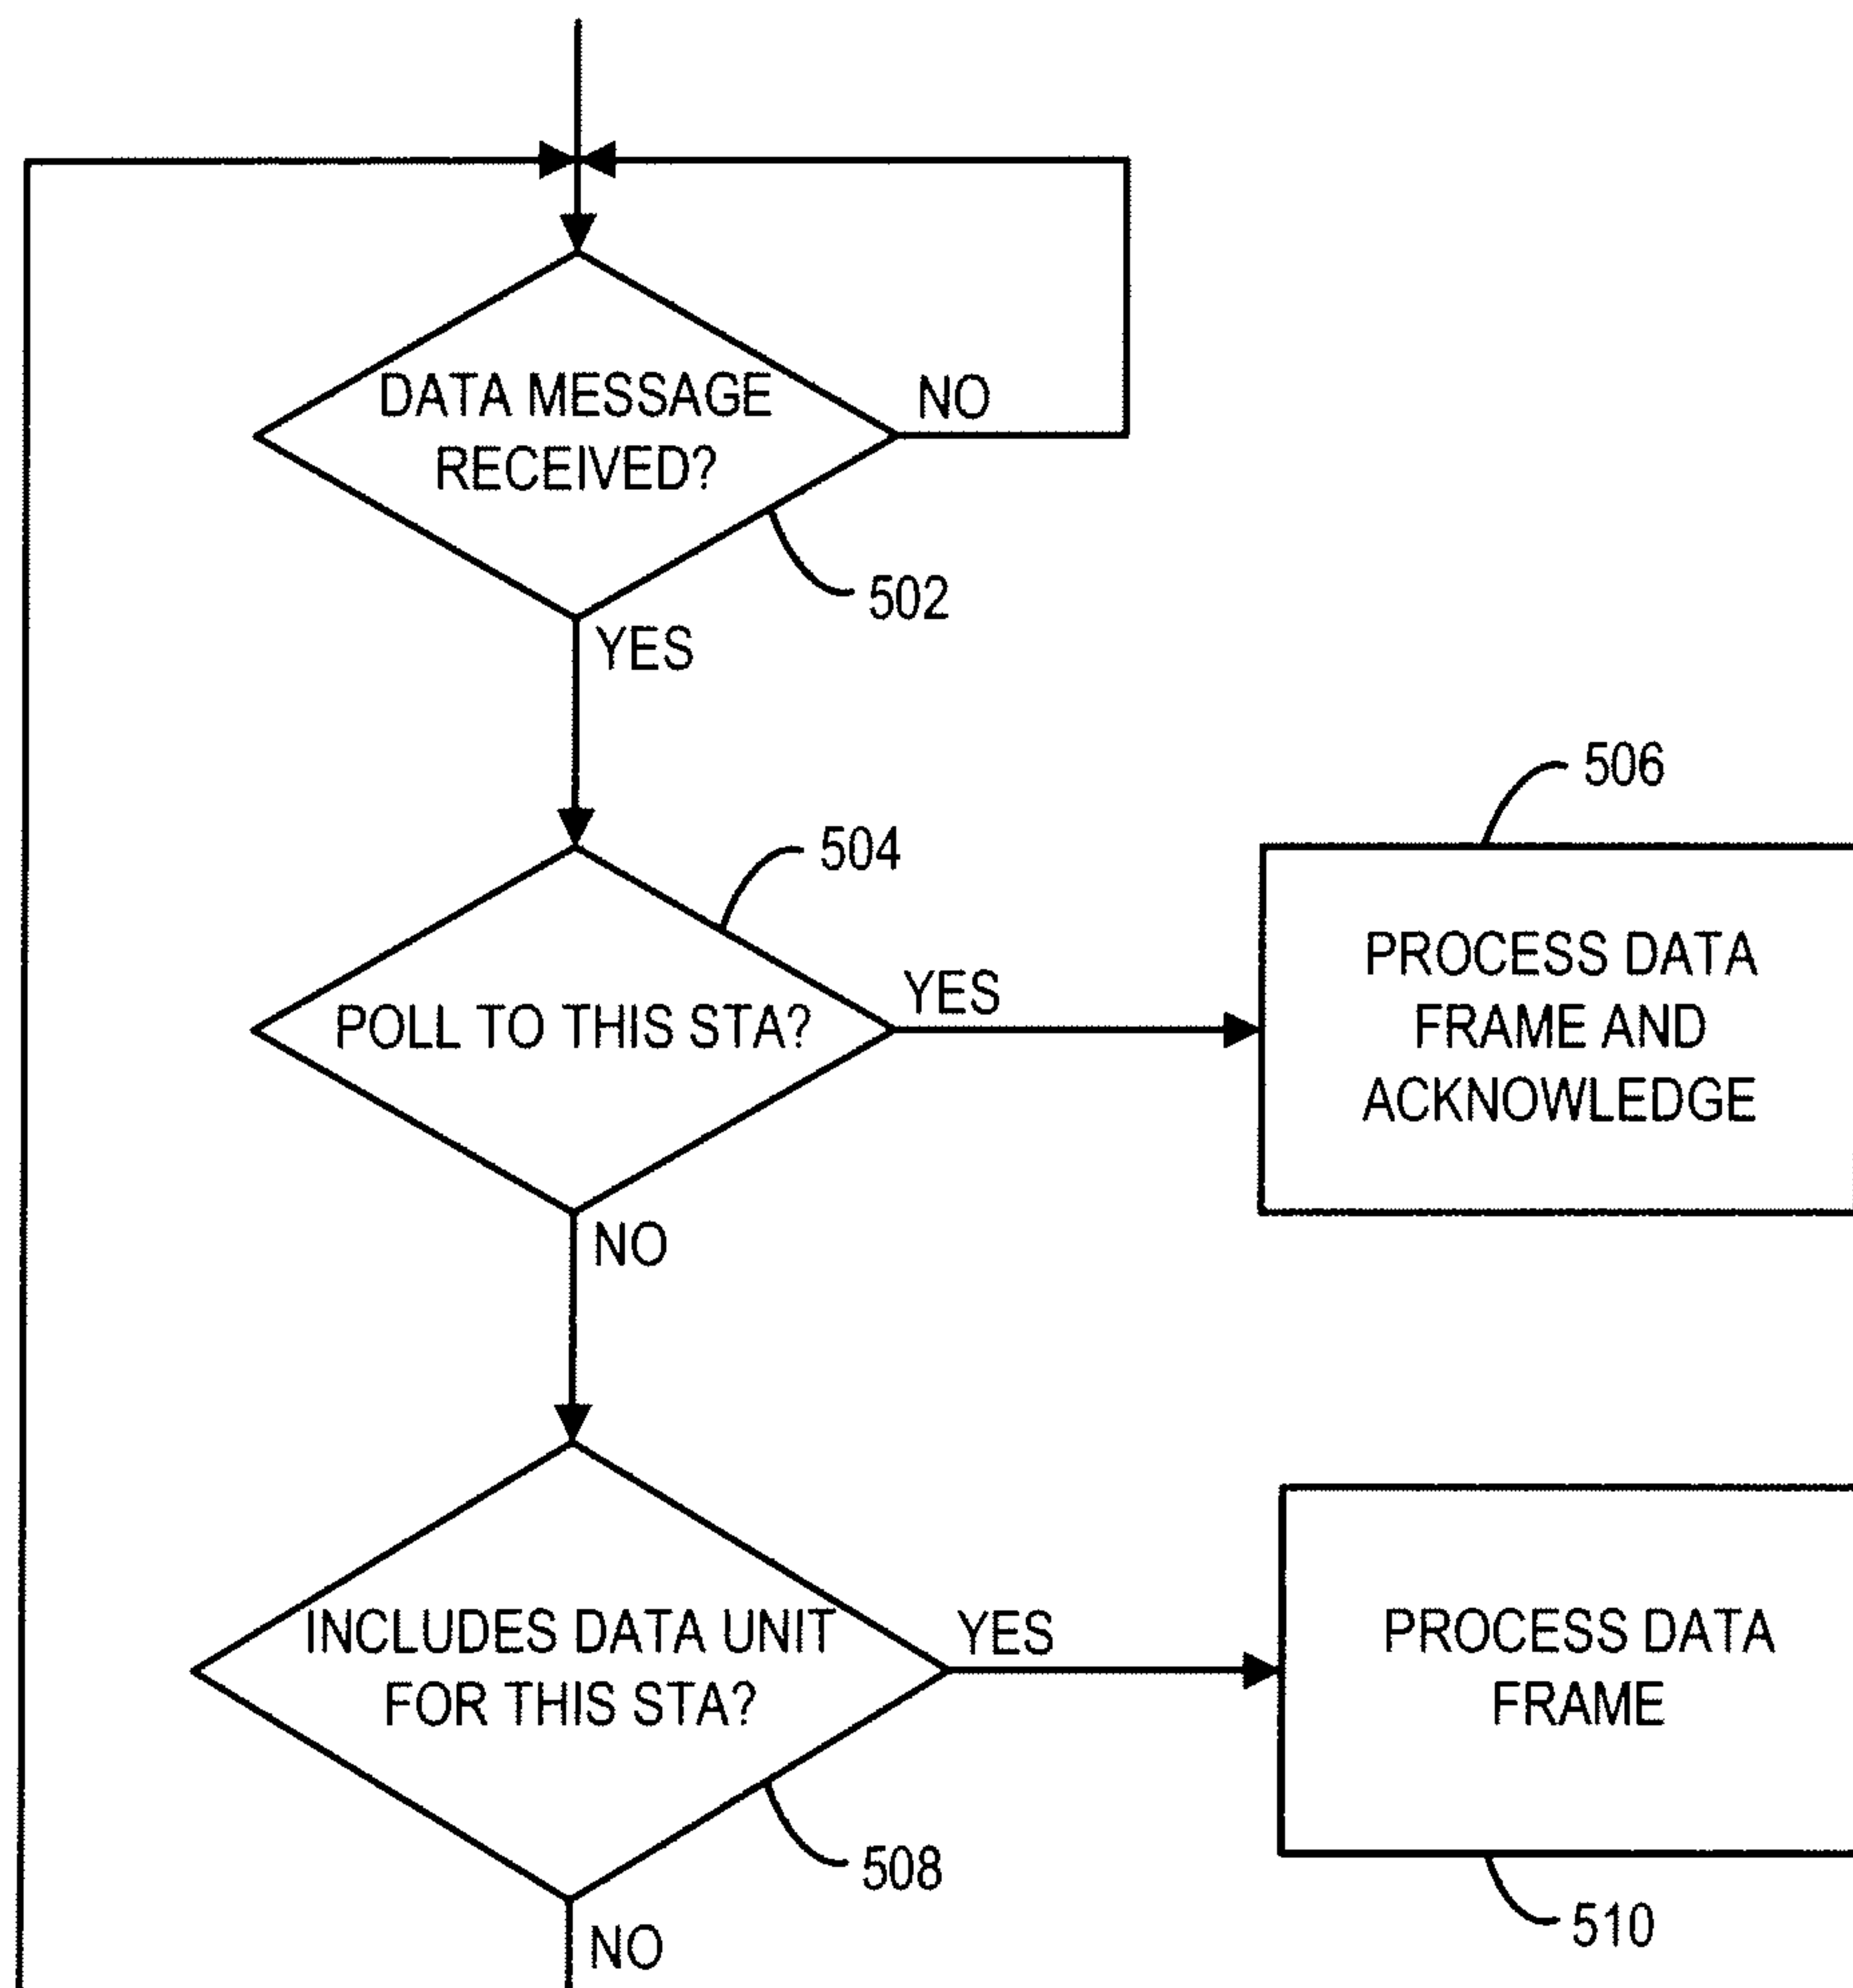 DATA MESSAGE
RECEIVED?
NO
502
YES
506
504
POLL TO THIS STA?
YES
PROCESS DATA
FRAME AND
ACKNOWLEDGE
NO
INCLUDES DATA UNIT
FOR THIS STA?
YES
PROCESS DATA
FRAME
508
510
NO